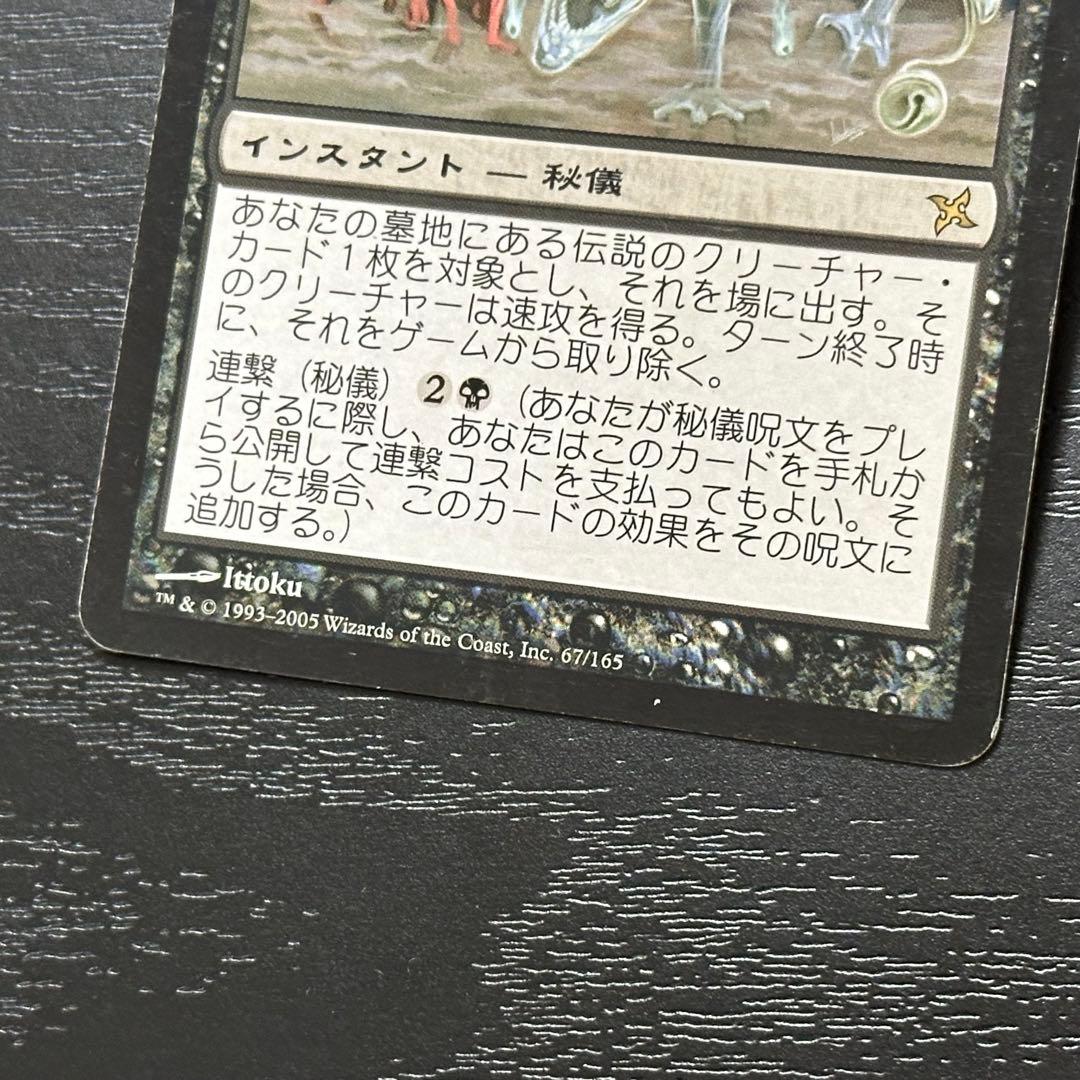 インスタント — 秘儀
あなたの墓地にある伝説のクリーチャー・
カード1枚を対象とし、それを場に出す。そ
のクリーチャーは速攻を得る。ターン終了時
に、それをゲームから取り除く。
連繋（秘儀）2（あなたが秘儀呪文をプレ
イするに際し、あなたはこのカードを手札か
ら公開して連繋コストを支払ってもよい。そ
うした場合、このカードの効果をその呪文に
追加する。）
Ittoku
™ & © 1993–2005 Wizards of the Coast, Inc. 67/165